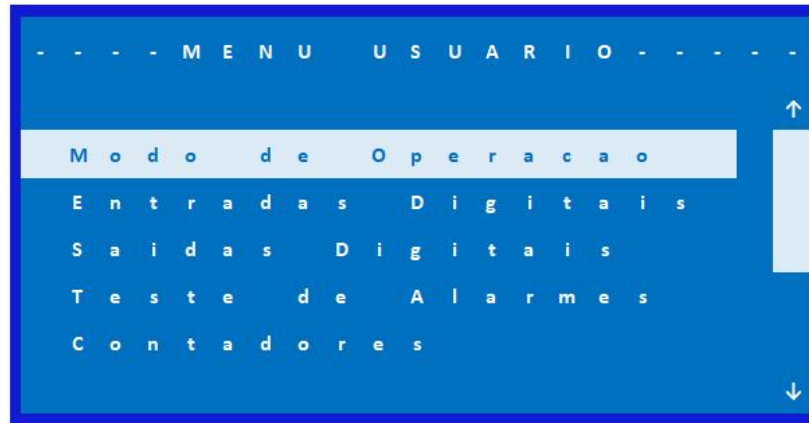 ----MENU USUARIO-----
↑
Modo de Operacao
Entradas Digitais
Saidas Digitais
Teste de Alarmes
Contadores
↓